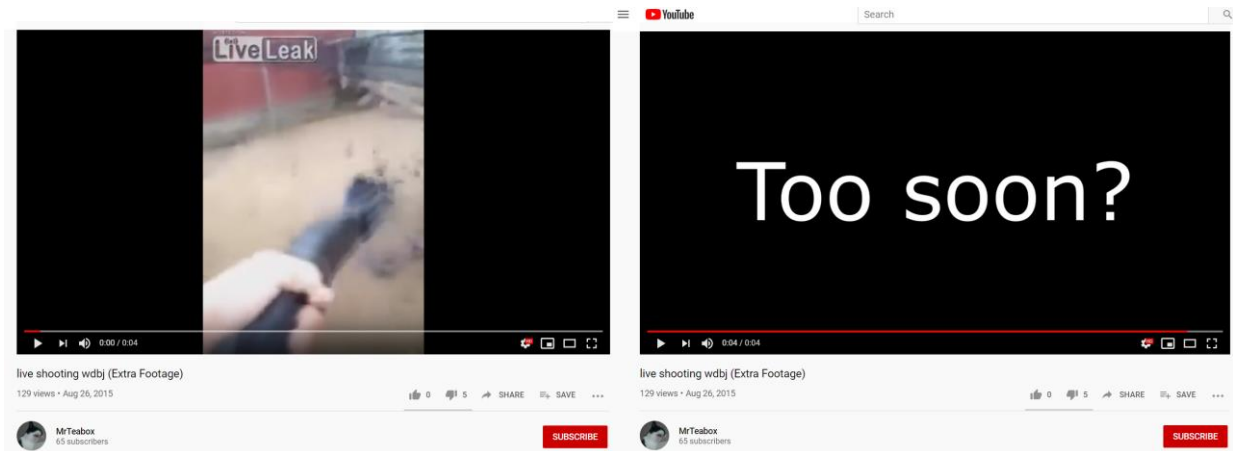 LiveLeak
0:00 / 0:04
live shooting wdbj (Extra Footage)
129 views • Aug 26, 2015
0 5 SHARE SAVE
MrTeabox
65 subscribers
SUBSCRIBE
YouTube
Search
Too soon?
0:04 / 0:04
live shooting wdbj (Extra Footage)
129 views • Aug 26, 2015
0 5 SHARE SAVE
MrTeabox
65 subscribers
SUBSCRIBE